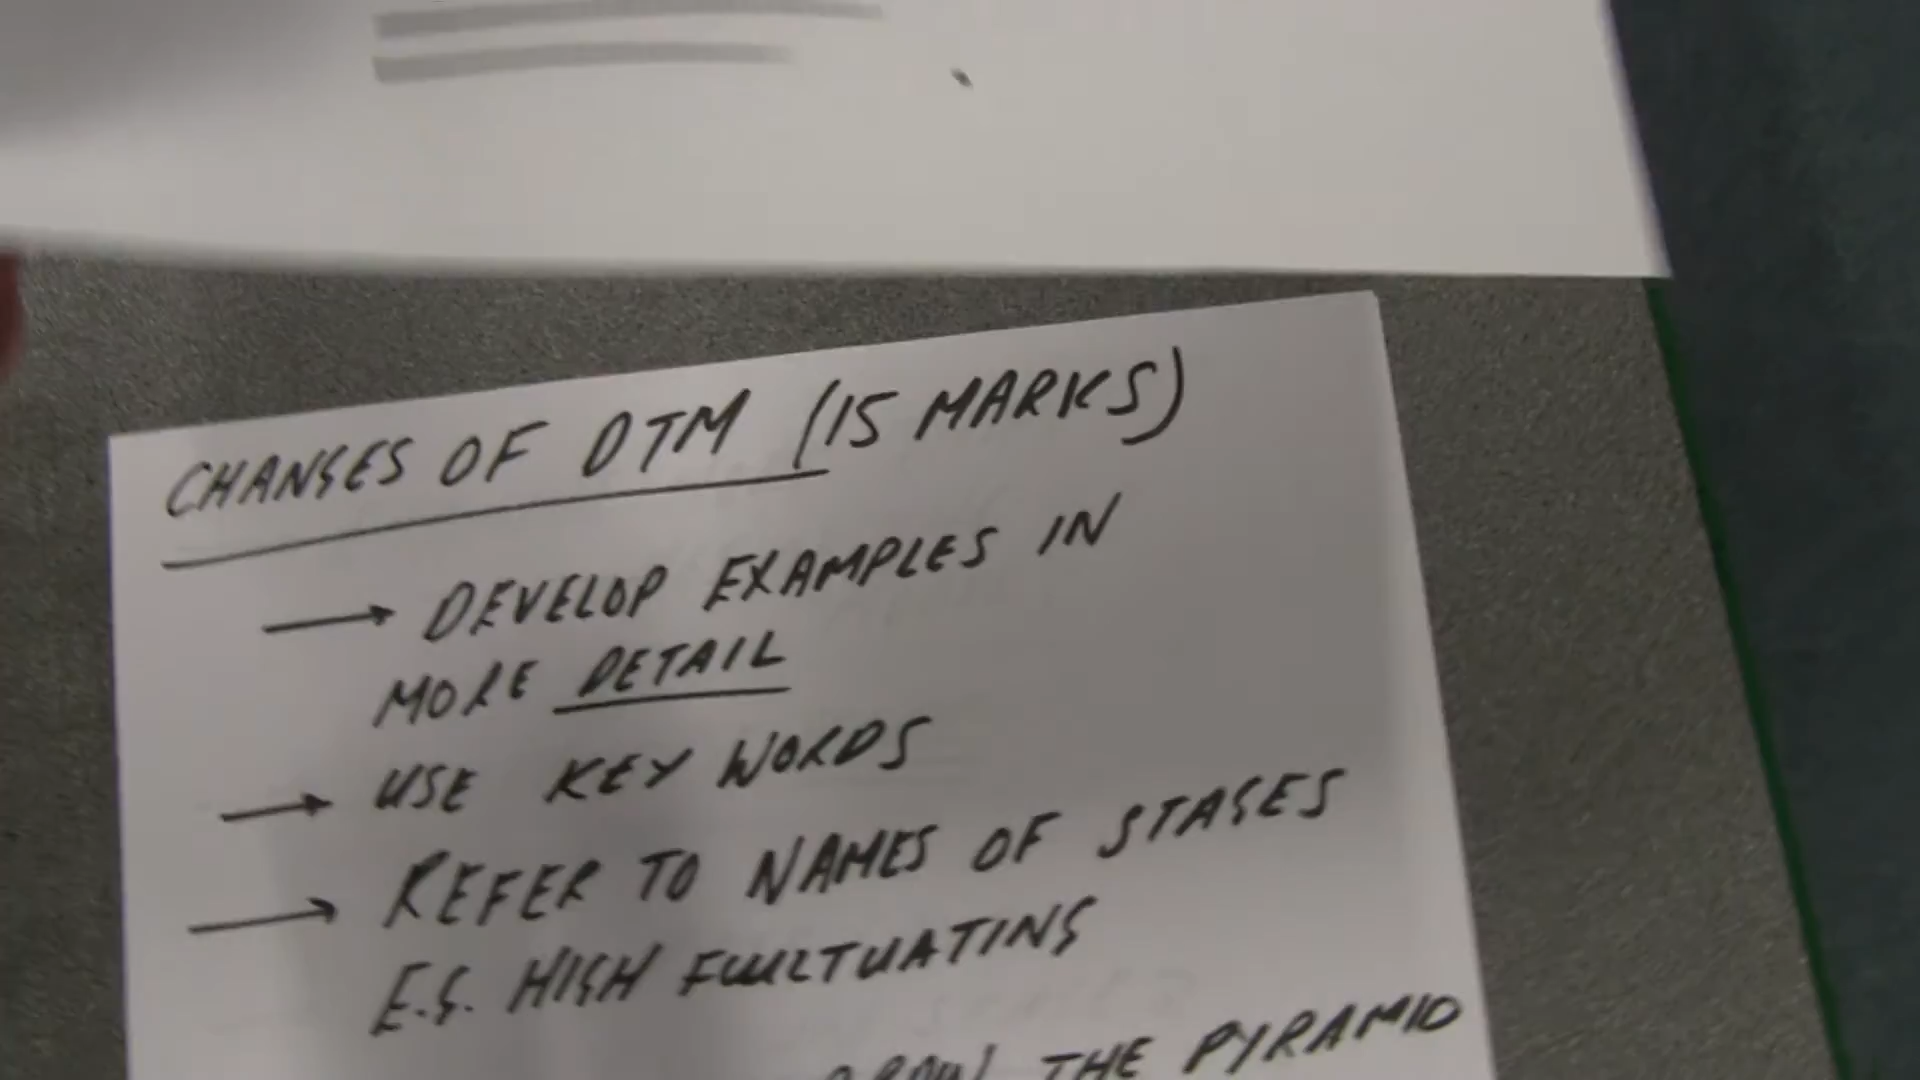 CHANGES OF DTM (15 MARKS)
→ DEVELOP EXAMPLES IN
MORE DETAIL
→ USE KEY WORDS
→ REFER TO NAMES OF STAGES
E.G. HIGH FLUCTUATING
THE PYRAMID